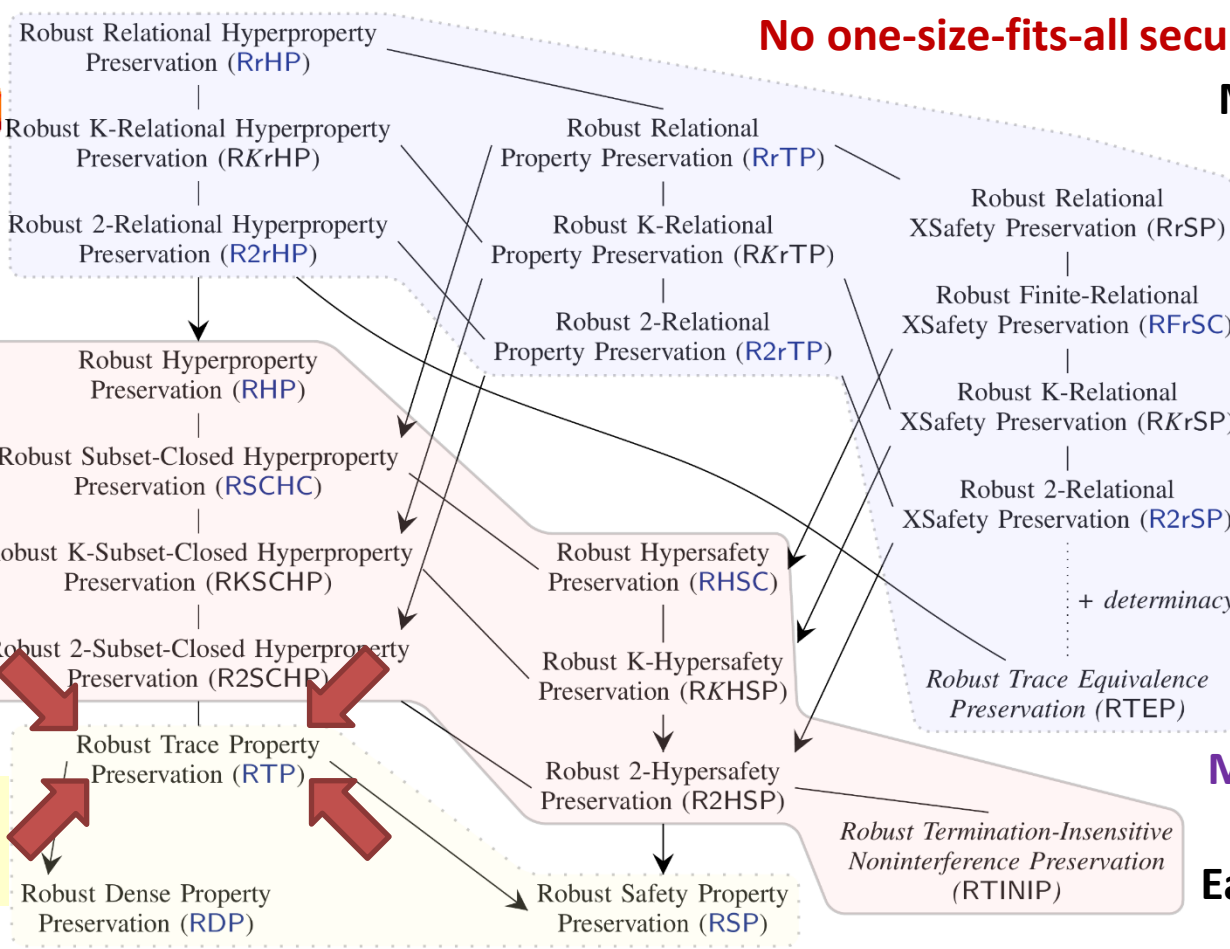 No one-size-fits-all secu
Robust Relational Hyperproperty
Preservation (RrHP)
M
Robust K-Relational Hyperproperty
Preservation (RKrHP)
Robust Relational
Property Preservation (RrTP)
Robust 2-Relational Hyperproperty
Preservation (R2rHP)
Robust K-Relational
Property Preservation (RKrTP)
Robust Relational
XSafety Preservation (RrSP)
Robust Finite-Relational
XSafety Preservation (RFrSC)
Robust 2-Relational
Property Preservation (R2rTP)
Robust Hyperproperty
Preservation (RHP)
Robust K-Relational
XSafety Preservation (RKrSP)
Robust Subset-Closed Hyperproperty
Preservation (RSCHC)
Robust 2-Relational
XSafety Preservation (R2rSP)
obust K-Subset-Closed Hyperproperty
Preservation (RKSCHP)
Robust Hypersafety
Preservation (RHSC)
+ determinacy
obust 2-Subset-Closed Hyperproperty
Preservation (R2SCHP)
Robust K-Hypersafety
Preservation (RKHSP)
Robust Trace Equivalence
Preservation (RTEP)
Robust Trace Property
Preservation (RTP)
Robust 2-Hypersafety
Preservation (R2HSP)
M
Robust Termination-Insensitive
Noninterference Preservation
(RTINIP)
Ea
Robust Dense Property
Preservation (RDP)
Robust Safety Property
Preservation (RSP)